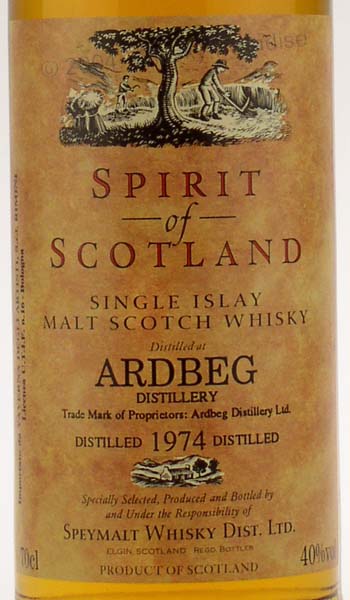 SPIRIT
of
SCOTLAND
SINGLE ISLAY
MALT SCOTCH WHISKY
Distilled at
ARDBEG
DISTILLERY
Trade Mark of Proprietors: Ardbeg Distillery Ltd.
DISTILLED 1974 DISTILLED
Specially Selected, Produced and Bottled by
and Under the Responsibility of
SPEYMALT WHISKY DIST. LTD.
ELGIN SCOTLAND REGD. BOTTLER
70cl 40%vol
PRODUCT OF SCOTLAND